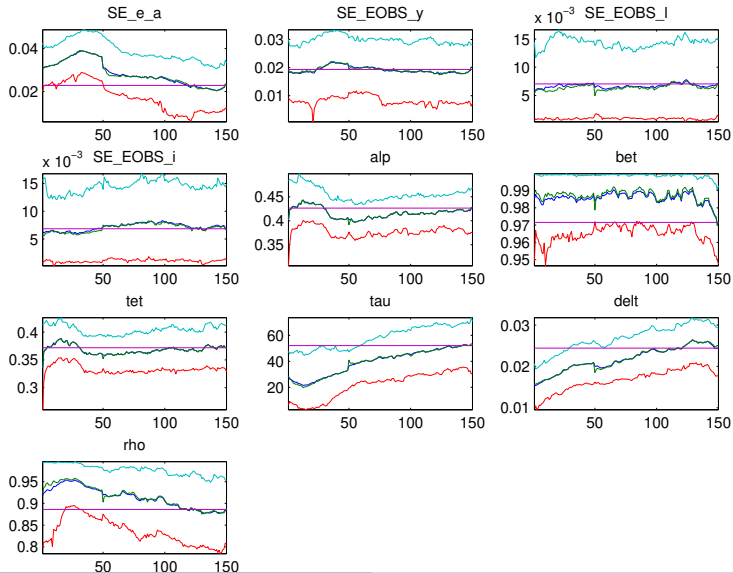 SE_e_a
SE_EOBS_y
SE_EOBS_l
x 10⁻³
0.04
0.02
50 100 150
0.03
0.02
0.01
50 100 150
15
10
5
50 100 150
x 10⁻³
SE_EOBS_i
alp
bet
15
10
5
50 100 150
0.45
0.4
0.35
50 100 150
0.99
0.98
0.97
0.96
0.95
50 100 150
tet
tau
delt
0.4
0.35
0.3
50 100 150
60
40
20
50 100 150
0.03
0.02
0.01
50 100 150
rho
0.95
0.9
0.85
0.8
50 100 150